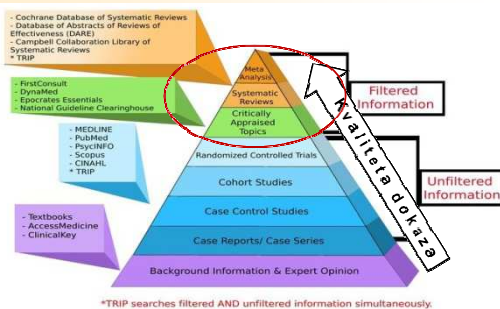 - Cochrane Database of Systematic Reviews
- Database of Abstracts of Reviews of
Effectiveness (DARE)
- Campbell Collaboration Library of
Systematic Reviews
* TRIP
- FirstConsult
- DynaMed
- Epocrates Essentials
- National Guideline Clearinghouse
- MEDLINE
- PubMed
- PsycINFO
- Scopus
- CINAHL
* TRIP
- Textbooks
- AccessMedicine
- ClinicalKey
Meta
Analysis
Systematic
Reviews
Critically
Appraised
Topics
Randomized Controlled Trials
Cohort Studies
Case Control Studies
Case Reports/ Case Series
Background Information & Expert Opinion
Filtered
Information
Unfiltered
Information
Kvaliteta dokaza
*TRIP searches filtered AND unfiltered information simultaneously.